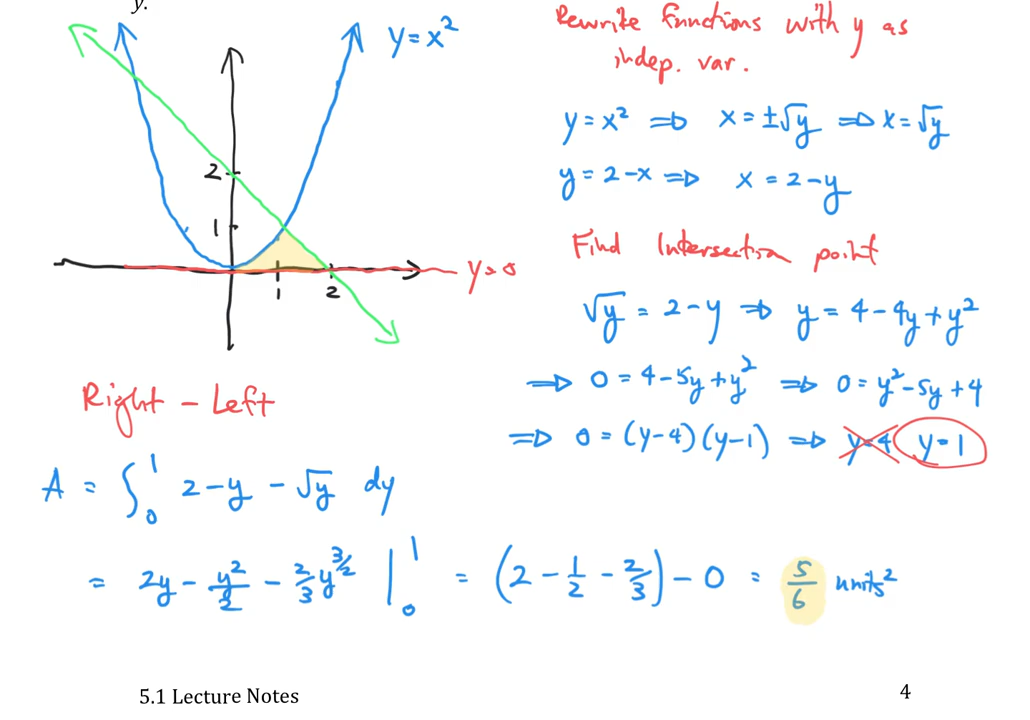 y.
y = x²
2
1
y = 0
1
2
Rewrite functions with y as
indep. var.
y = x² ⇒ x = ±√y ⇒ x = √y
y = 2 - x ⇒ x = 2 - y
Find Intersection point
√y = 2 - y ⇒ y = 4 - 4y + y²
⇒ 0 = 4 - 5y + y² ⇒ 0 = y² - 5y + 4
⇒ 0 = (y - 4)(y - 1) ⇒ y = 4 y = 1
Right - Left
A = ∫₀¹ 2 - y - √y dy
= 2y - y²/2 - 2/3 y^3/2 |₀¹ = (2 - 1/2 - 2/3) - 0 = 5/6 units²
5.1 Lecture Notes
4